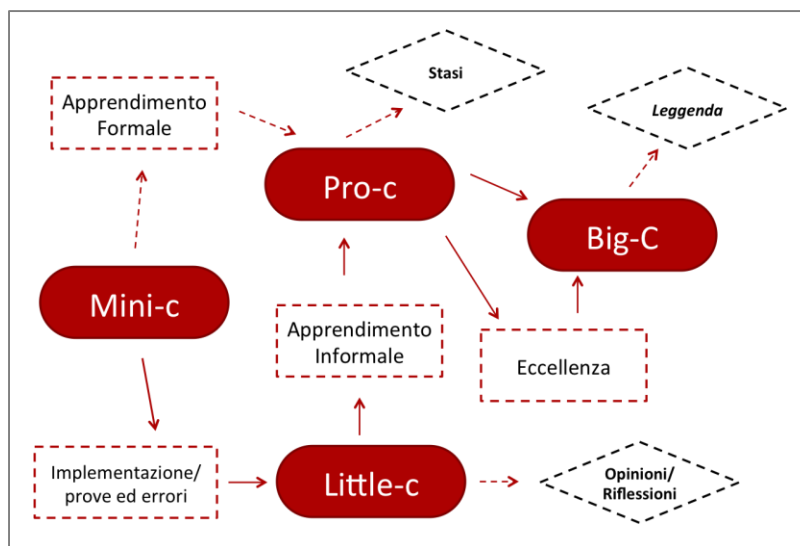 Stasi
Apprendimento
Formale
Leggenda
Pro-c
Big-C
Mini-c
Apprendimento
Informale
Eccellenza
Implementazione/
prove ed errori
Little-c
Opinioni/
Riflessioni